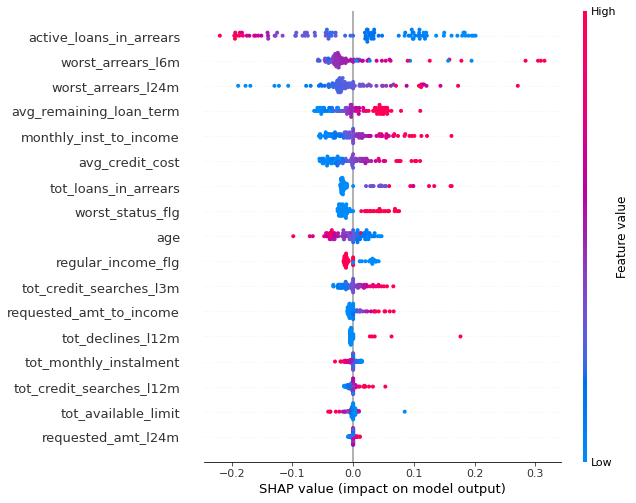 High
active_loans_in_arrears
worst_arrears_l6m
worst_arrears_l24m
avg_remaining_loan_term
monthly_inst_to_income
avg_credit_cost
tot_loans_in_arrears
worst_status_flg
age
regular_income_flg
tot_credit_searches_l3m
requested_amt_to_income
tot_declines_l12m
tot_monthly_instalment
tot_credit_searches_l12m
tot_available_limit
requested_amt_l24m
Feature value
Low
−0.2 −0.1 0.0 0.1 0.2 0.3
SHAP value (impact on model output)